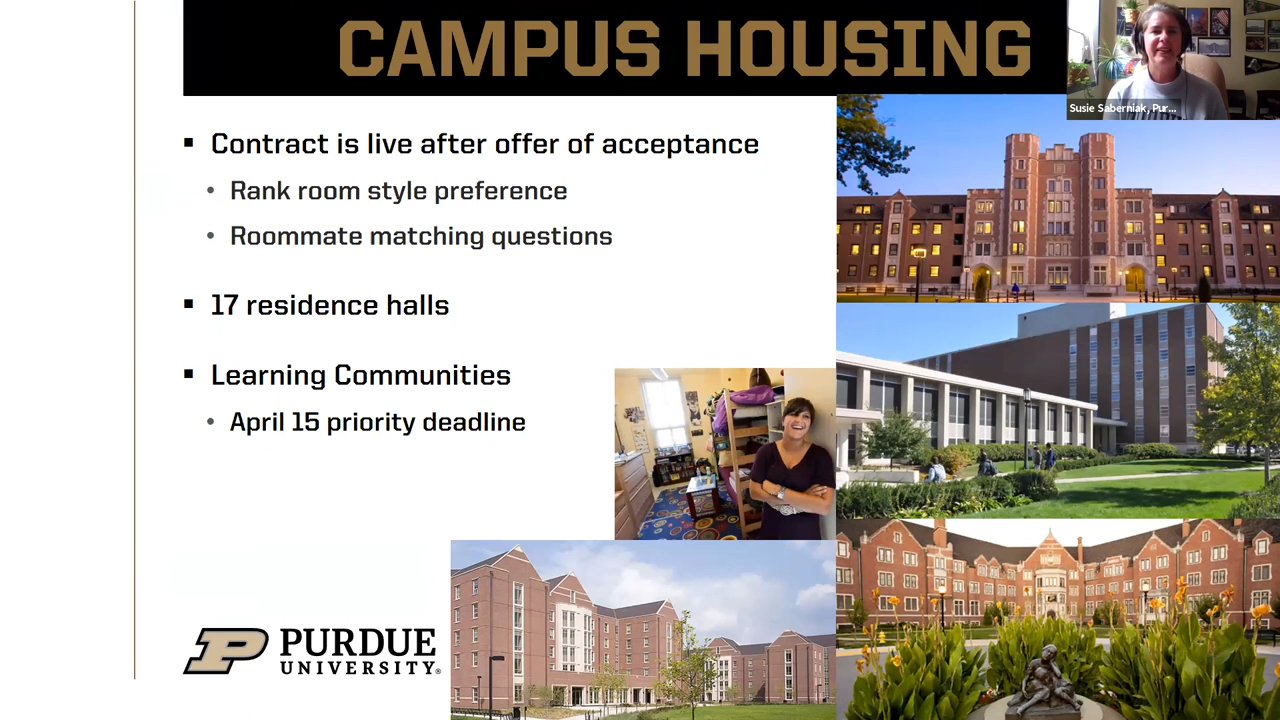 CAMPUS HOUSING
Susie Saberniak, Pur...
▪ Contract is live after offer of acceptance
• Rank room style preference
• Roommate matching questions
▪ 17 residence halls
▪ Learning Communities
• April 15 priority deadline
P PURDUE
UNIVERSITY®